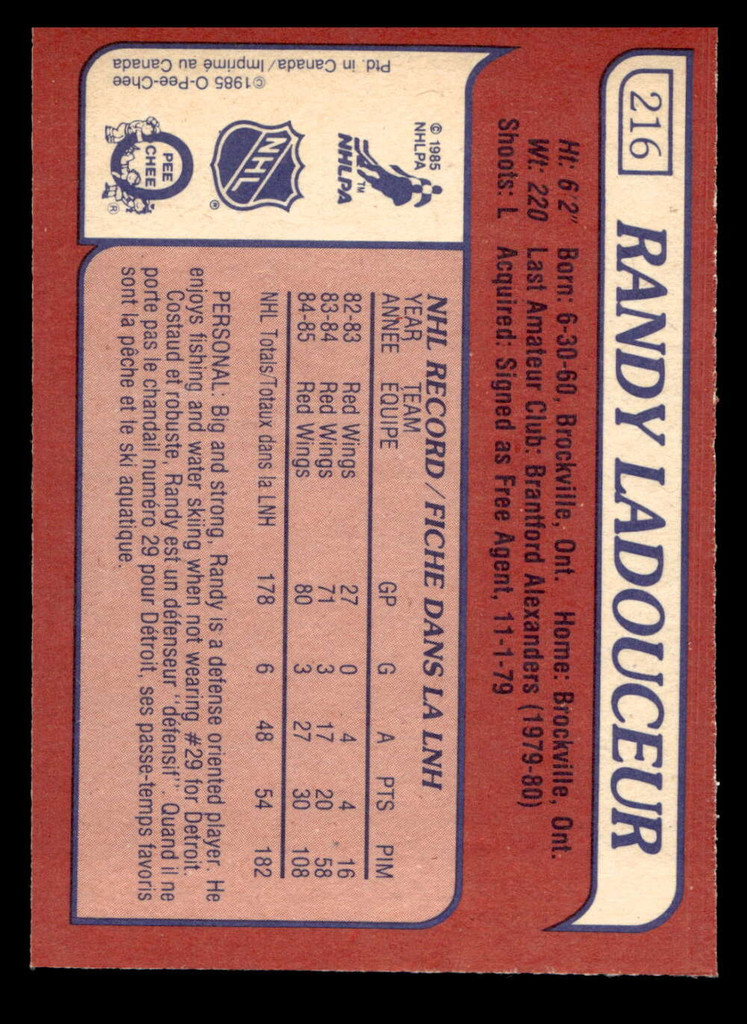 216
RANDY LADOUCEUR
Ht: 6'2" Born: 6-30-60, Brockville, Ont. Home: Brockville, Ont.
Wt: 220 Last Amateur Club: Brantford Alexanders (1979-80)
Shoots: L Acquired: Signed as Free Agent, 11-1-79
© 1985
NHLPA
NHLPA
TM
NHL
®
PEE
CHEE
®
©1985 O-Pee-Chee
Ptd. in Canada/Imprimé au Canada
NHL RECORD/FICHE DANS LA LNH
YEAR TEAM
ANNÉE ÉQUIPE GP G A PTS PIM
82-83 Red Wings 27 0 4 4 16
83-84 Red Wings 71 3 17 20 58
84-85 Red Wings 80 3 27 30 108
NHL Totals/Totaux dans la LNH 178 6 48 54 182
PERSONAL: Big and strong, Randy is a defense oriented player. He
enjoys fishing and water skiing when not wearing #29 for Detroit.
Costaud et robuste, Randy est un défenseur "défensif". Quand il ne
porte pas le chandail numéro 29 pour Détroit, ses passe-temps favoris
sont la pêche et le ski aquatique.